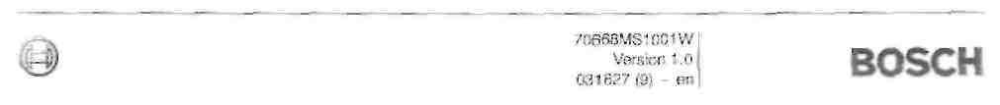 70668MS1001W
Version 1.0
031627 (9) – en
BOSCH